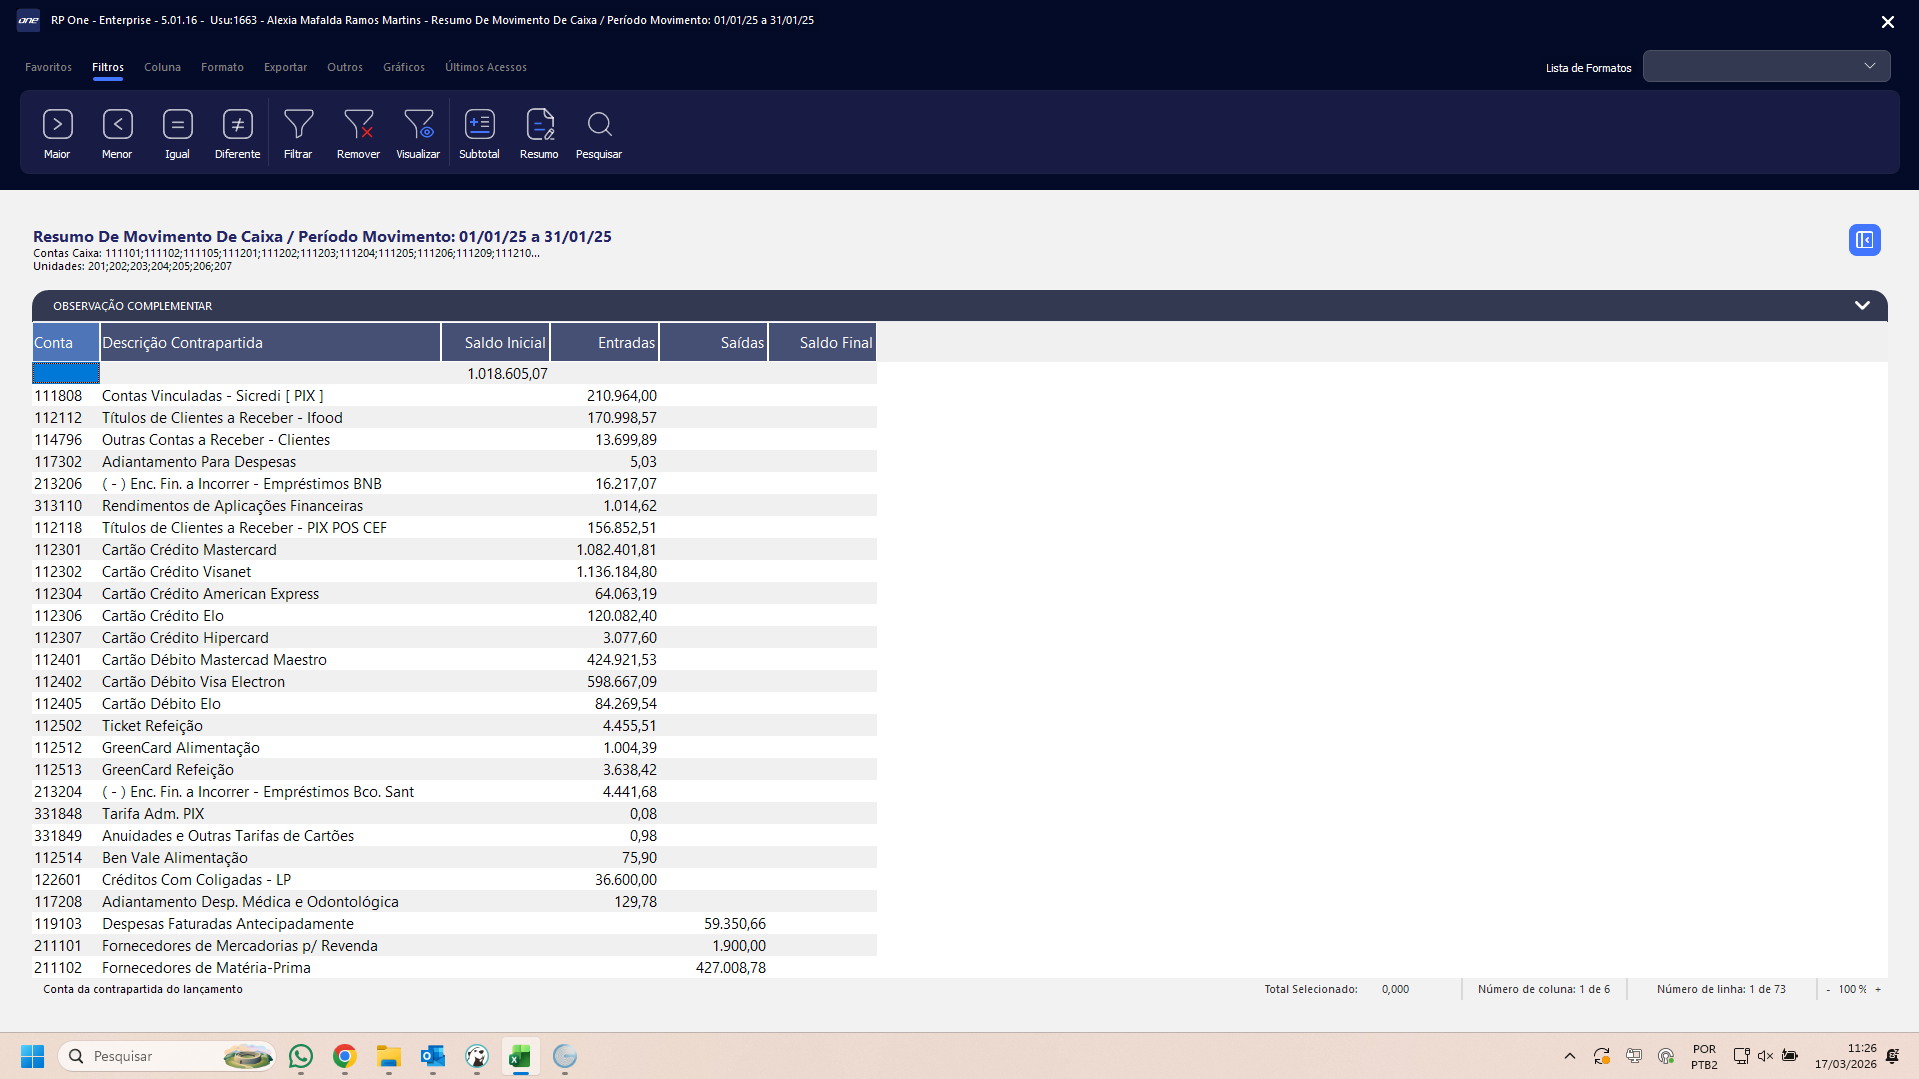 one RP One - Enterprise - 5.01.16 - Usu:1663 - Alexia Mafalda Ramos Martins - Resumo De Movimento De Caixa / Período Movimento: 01/01/25 a 31/01/25
Favoritos Filtros Coluna Formato Exportar Outros Gráficos Últimos Acessos Lista de Formatos
Maior Menor Igual Diferente Filtrar Remover Visualizar Subtotal Resumo Pesquisar
Resumo De Movimento De Caixa / Período Movimento: 01/01/25 a 31/01/25
Contas Caixa: 111101;111102;111105;111201;111202;111203;111204;111205;111206;111209;111210...
Unidades: 201;202;203;204;205;206;207
OBSERVAÇÃO COMPLEMENTAR
Conta Descrição Contrapartida Saldo Inicial Entradas Saídas Saldo Final
1.018.605,07
111808 Contas Vinculadas - Sicredi [ PIX ] 210.964,00
112112 Títulos de Clientes a Receber - Ifood 170.998,57
114796 Outras Contas a Receber - Clientes 13.699,89
117302 Adiantamento Para Despesas 5,03
213206 ( - ) Enc. Fin. a Incorrer - Empréstimos BNB 16.217,07
313110 Rendimentos de Aplicações Financeiras 1.014,62
112118 Títulos de Clientes a Receber - PIX POS CEF 156.852,51
112301 Cartão Crédito Mastercard 1.082.401,81
112302 Cartão Crédito Visanet 1.136.184,80
112304 Cartão Crédito American Express 64.063,19
112306 Cartão Crédito Elo 120.082,40
112307 Cartão Crédito Hipercard 3.077,60
112401 Cartão Débito Mastercad Maestro 424.921,53
112402 Cartão Débito Visa Electron 598.667,09
112405 Cartão Débito Elo 84.269,54
112502 Ticket Refeição 4.455,51
112512 GreenCard Alimentação 1.004,39
112513 GreenCard Refeição 3.638,42
213204 ( - ) Enc. Fin. a Incorrer - Empréstimos Bco. Sant 4.441,68
331848 Tarifa Adm. PIX 0,08
331849 Anuidades e Outras Tarifas de Cartões 0,98
112514 Ben Vale Alimentação 75,90
122601 Créditos Com Coligadas - LP 36.600,00
117208 Adiantamento Desp. Médica e Odontológica 129,78
119103 Despesas Faturadas Antecipadamente 59.350,66
211101 Fornecedores de Mercadorias p/ Revenda 1.900,00
211102 Fornecedores de Matéria-Prima 427.008,78
Conta da contrapartida do lançamento Total Selecionado: 0,000 Número de coluna: 1 de 6 Número de linha: 1 de 73 - 100 % +
Pesquisar
POR
PTB2
11:26
17/03/2026